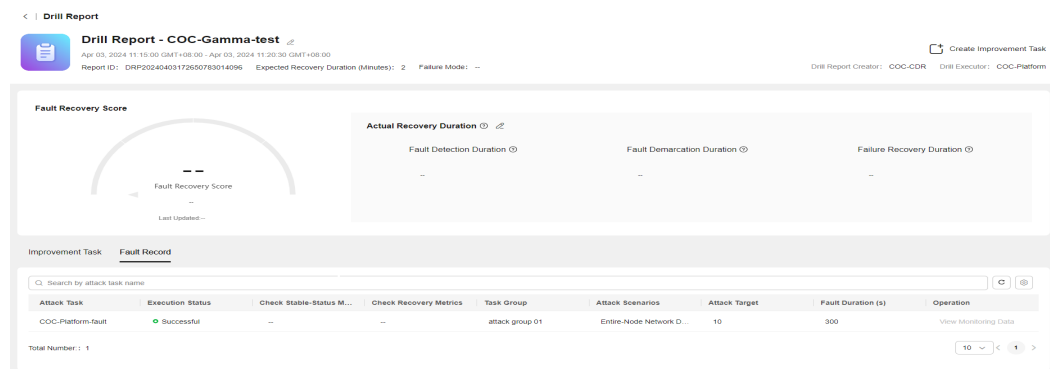 < | Drill Report
Drill Report - COC-Gamma-test
Apr 03, 2024 11:15:00 GMT+08:00 - Apr 03, 2024 11:20:30 GMT+08:00
Create Improvement Task
Report ID: DRP20240403172650783014096 Expected Recovery Duration (Minutes): 2 Failure Mode: --
Drill Report Creator: COC-CDR Drill Executor: COC-Platform
Fault Recovery Score
--
Fault Recovery Score
--
Last Updated:--
Actual Recovery Duration
Fault Detection Duration Fault Demarcation Duration Failure Recovery Duration
-- -- --
Improvement Task Fault Record
Search by attack task name
Attack Task Execution Status Check Stable-Status M... Check Recovery Metrics Task Group Attack Scenarios Attack Target Fault Duration (s) Operation
COC-Platform-fault Successful -- -- attack group 01 Entire-Node Network D... 10 300 View Monitoring Data
Total Number: 1
10 < 1 >